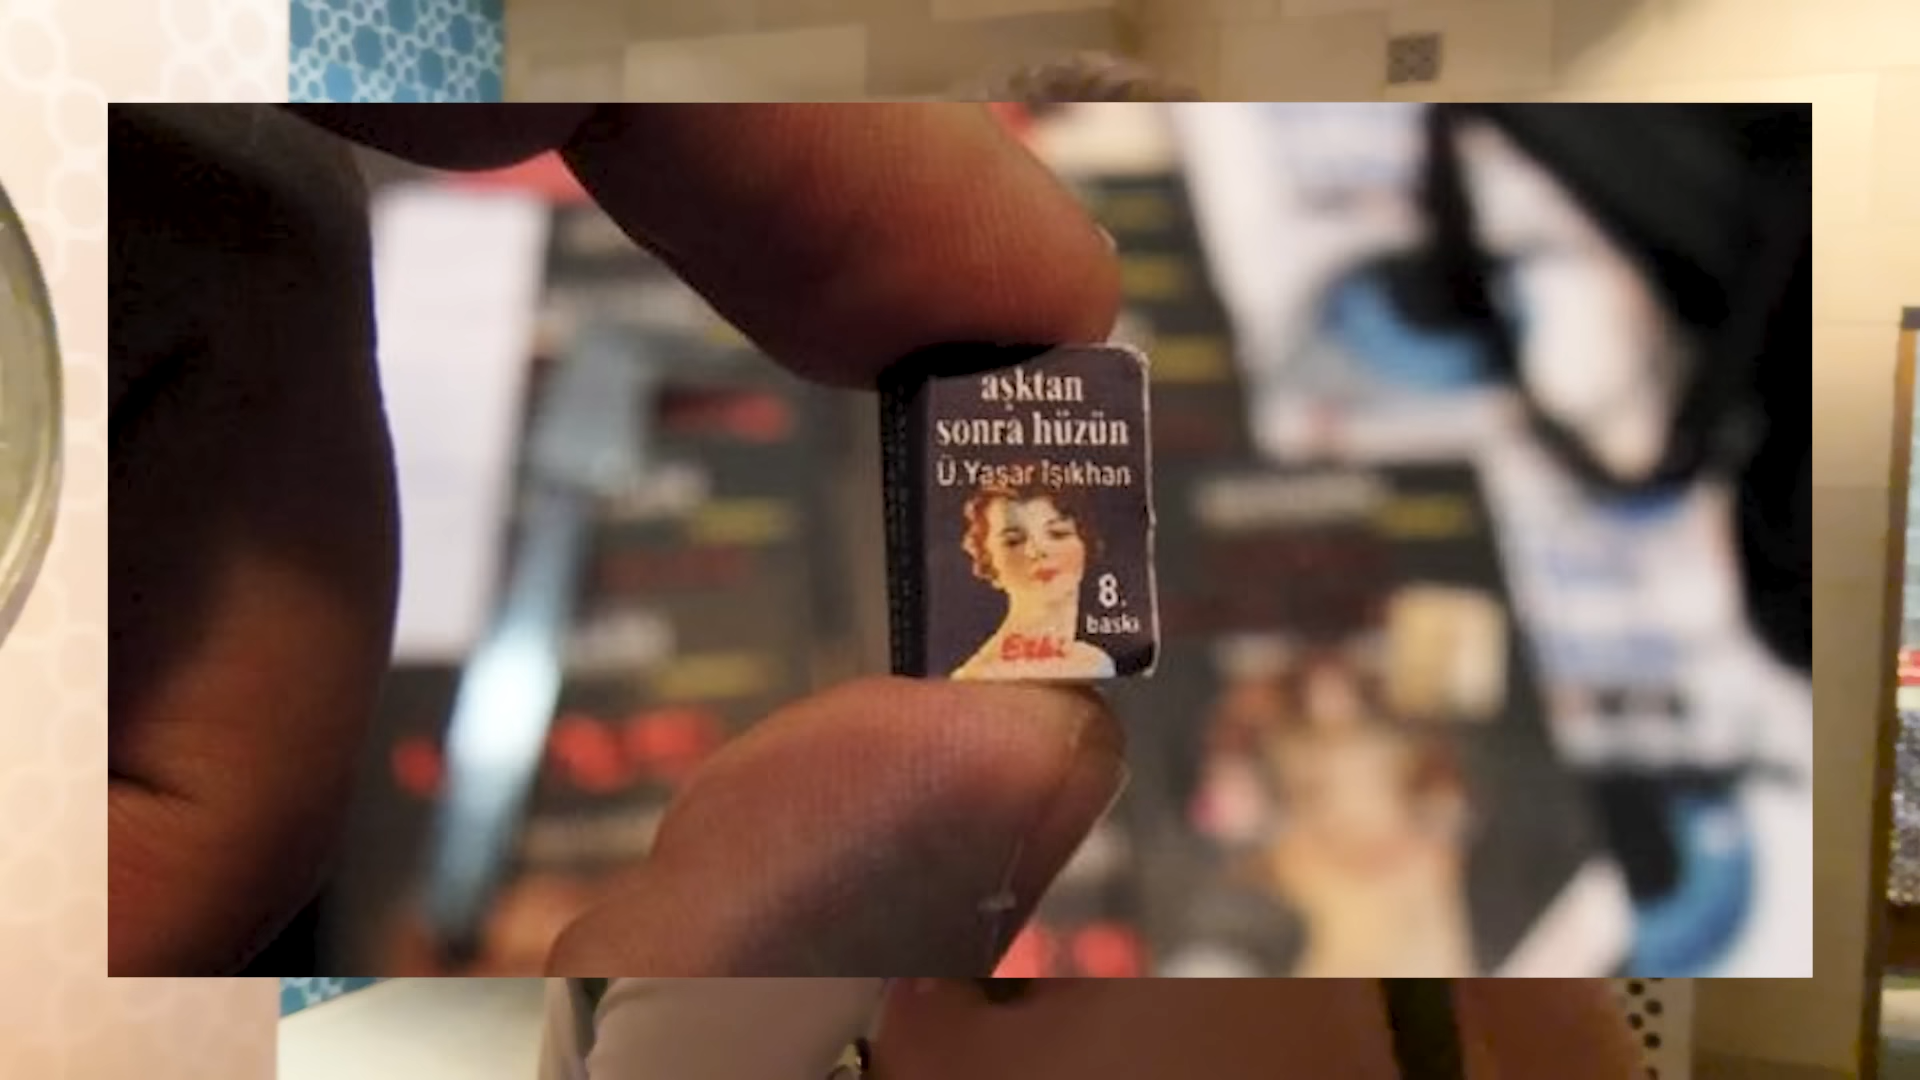 aşktan
sonra hüzün
Ü.Yaşar Işıkhan
8.
baskı